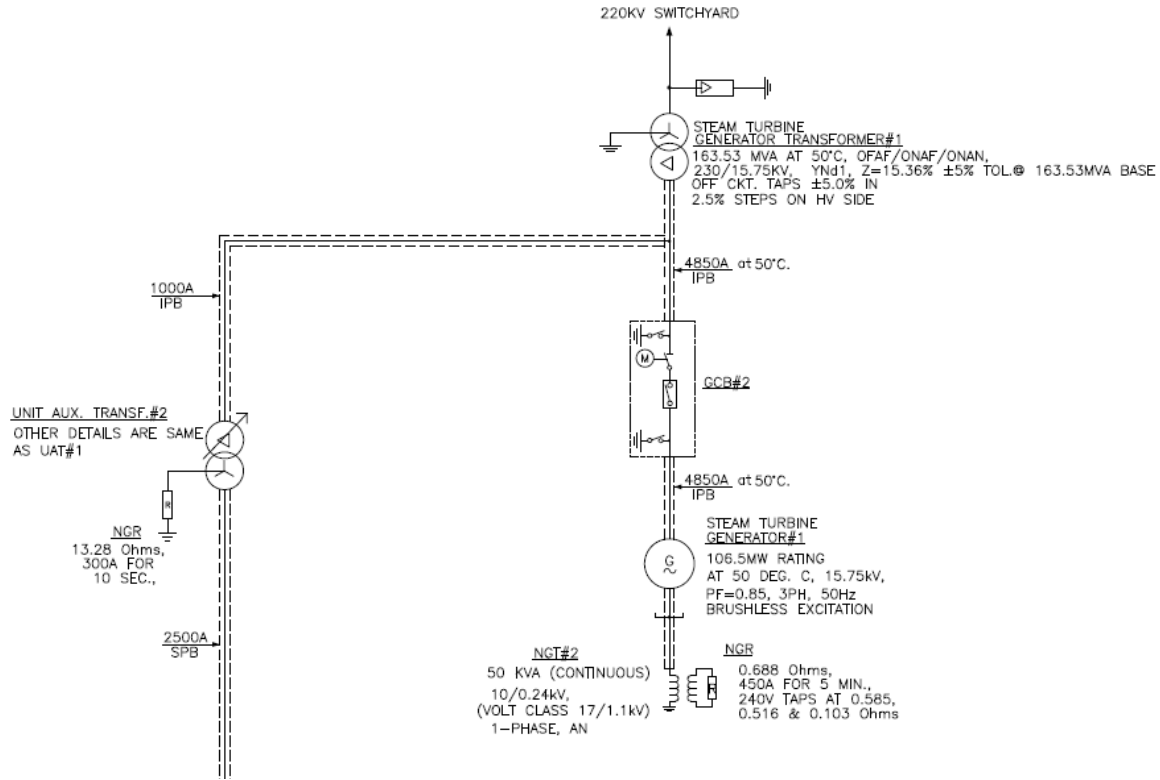 220KV SWITCHYARD
STEAM TURBINE
GENERATOR TRANSFORMER#1
163.53 MVA AT 50°C, OFAF/ONAF/ONAN,
230/15.75KV, YNd1, Z=15.36% ±5% TOL.@ 163.53MVA BASE
OFF CKT. TAPS ±5.0% IN
2.5% STEPS ON HV SIDE
4850A at 50°C.
IPB
1000A
IPB
M
GCB#2
UNIT AUX. TRANSF.#2
OTHER DETAILS ARE SAME
AS UAT#1
R
NGR
13.28 Ohms,
300A FOR
10 SEC.,
4850A at 50°C.
IPB
STEAM TURBINE
GENERATOR#1
106.5MW RATING
AT 50 DEG. C, 15.75kV,
PF=0.85, 3PH, 50Hz
BRUSHLESS EXCITATION
G
~
2500A
SPB
NGT#2
50 KVA (CONTINUOUS)
10/0.24kV,
(VOLT CLASS 17/1.1kV)
1-PHASE, AN
R
NGR
0.688 Ohms,
450A FOR 5 MIN.,
240V TAPS AT 0.585,
0.516 & 0.103 Ohms